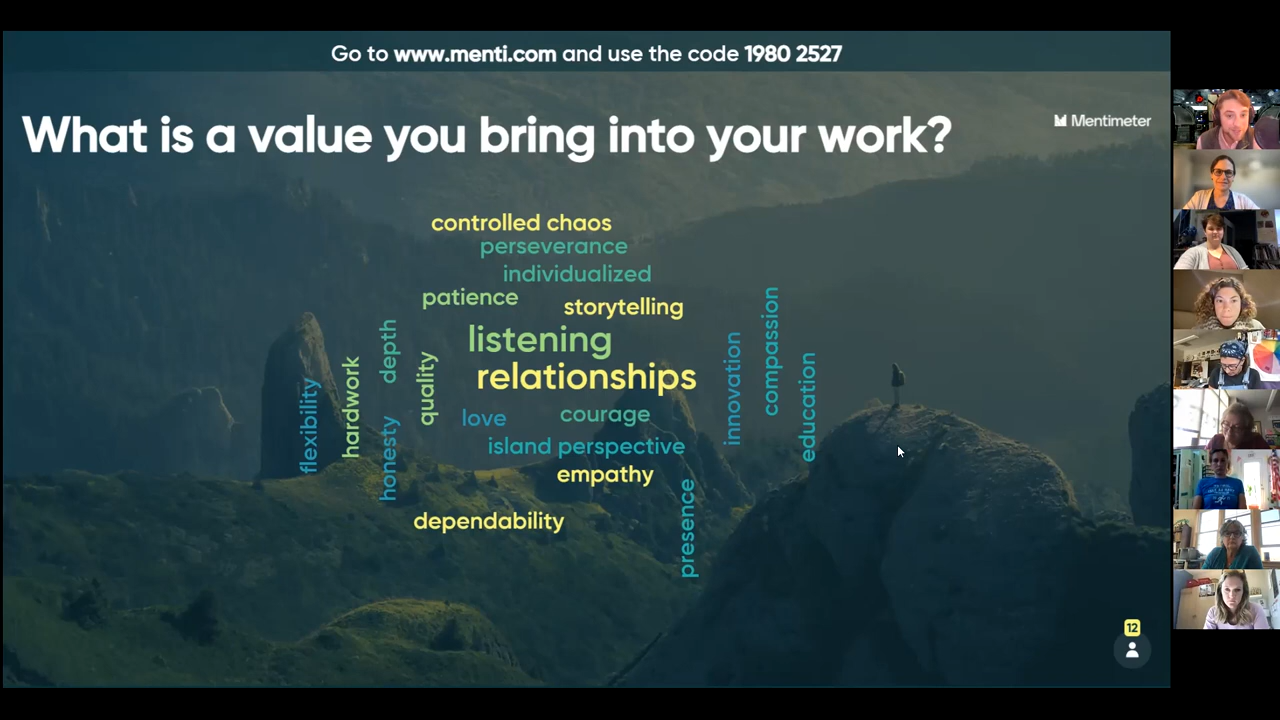 Go to www.menti.com and use the code 1980 2527
What is a value you bring into your work?
Mentimeter
controlled chaos
perseverance
individualized
patience
storytelling
listening
relationships
love
courage
island perspective
empathy
dependability
flexibility
hardwork
depth
honesty
quality
presence
innovation
compassion
education
12